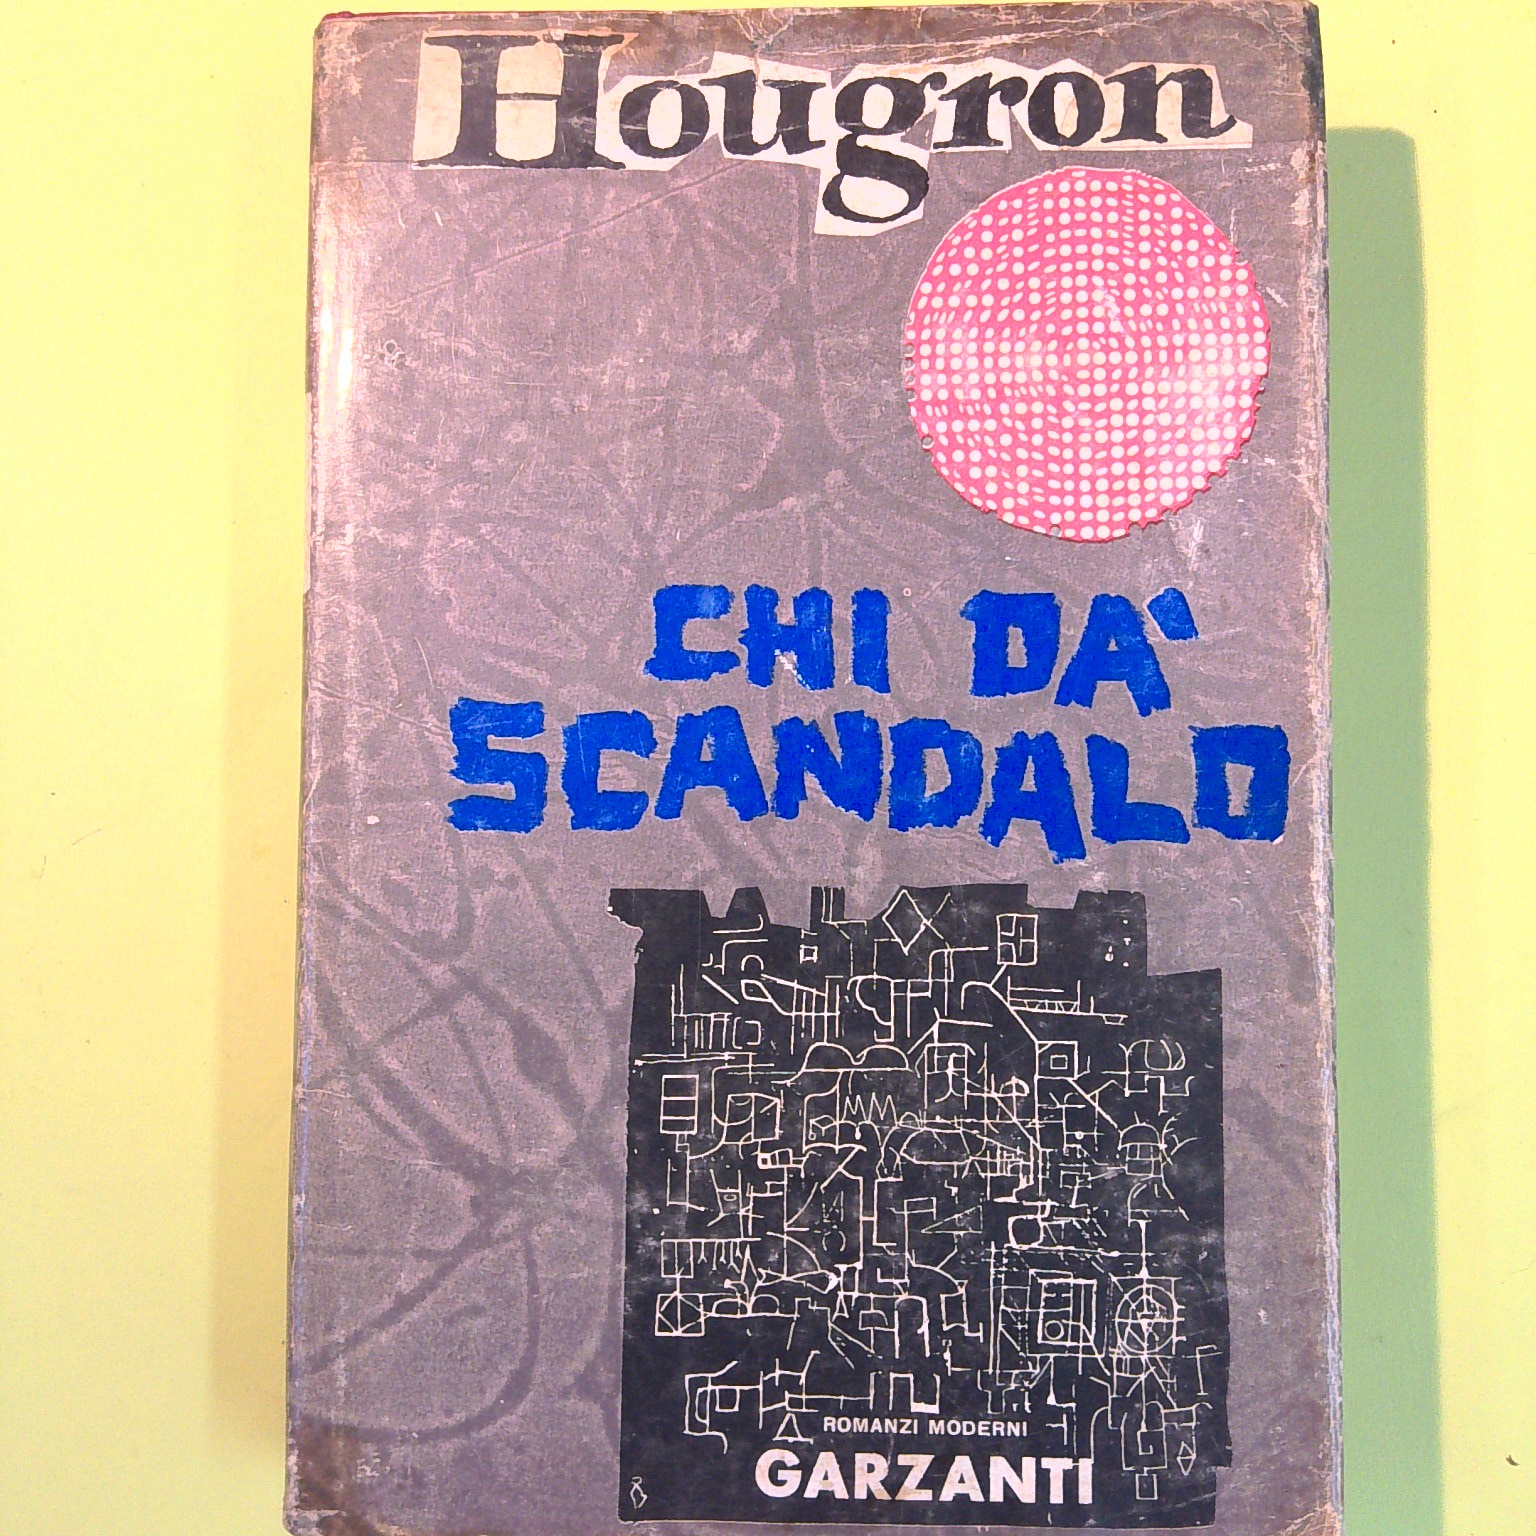 Hougron
CHI DA'
SCANDALO
ROMANZI MODERNI
GARZANTI